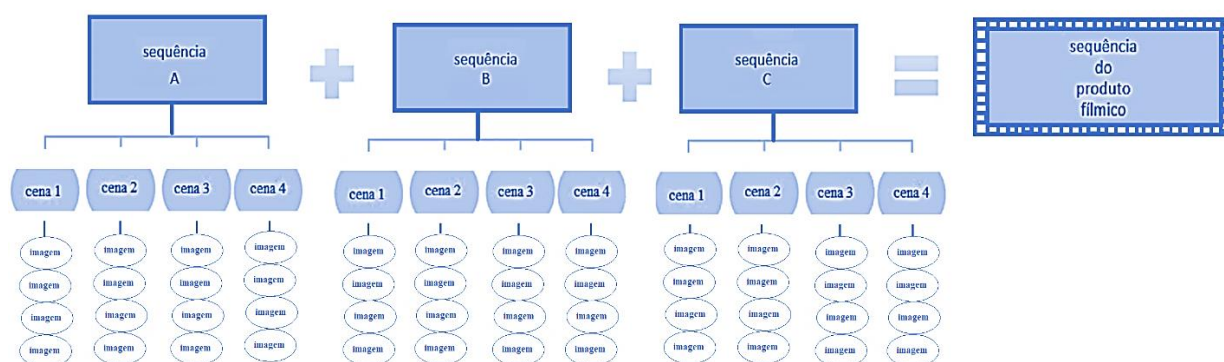 sequência
A
sequência
B
sequência
C
sequência
do
produto
fílmico
cena 1 cena 2 cena 3 cena 4 cena 1 cena 2 cena 3 cena 4 cena 1 cena 2 cena 3 cena 4
imagem imagem imagem imagem imagem imagem imagem imagem imagem imagem imagem imagem
imagem imagem imagem imagem imagem imagem imagem imagem imagem imagem imagem imagem
imagem imagem imagem imagem imagem imagem imagem imagem imagem imagem imagem imagem
imagem imagem imagem imagem imagem imagem imagem imagem imagem imagem imagem imagem